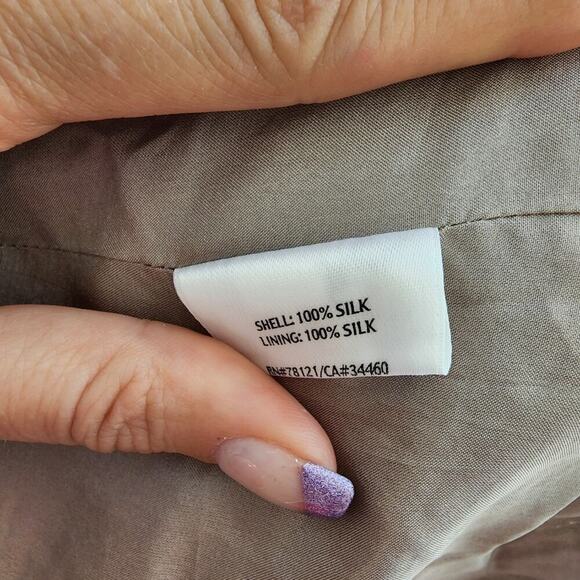 SHELL: 100% SILK
LINING: 100% SILK
RN#78121/CA#34460